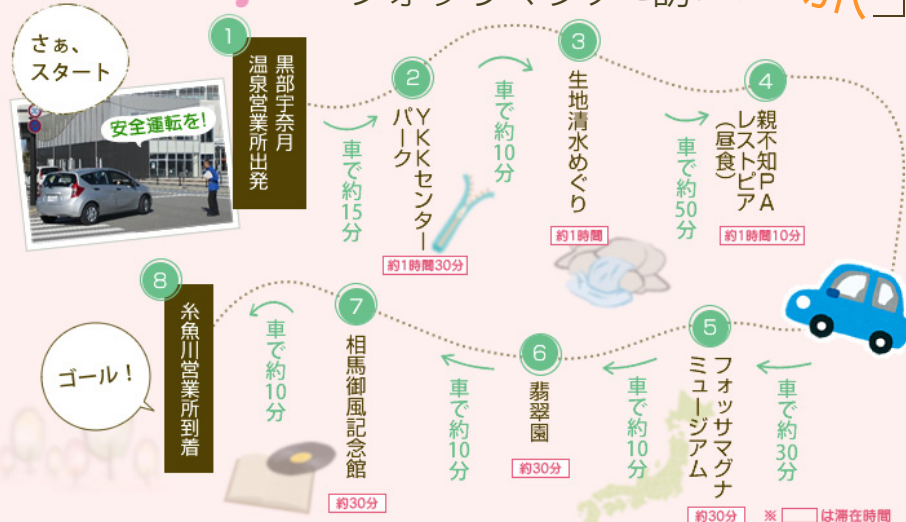 さぁ、
スタート
安全運転を!
1
黒部宇奈月
温泉営業所出発
車で約15分
2
YKKセンター
パーク
約1時間30分
車で約10分
3
生地清水めぐり
約1時間
車で約50分
4
親不知PA
レストピア
(昼食)
約1時間10分
車で約30分
5
フォッサマグナ
ミュージアム
約30分
車で約10分
6
翡翠園
約30分
車で約10分
7
相馬御風記念館
約30分
車で約10分
8
糸魚川営業所到着
ゴール!
※ は滞在時間